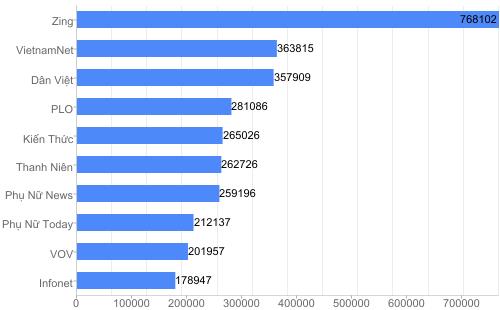 Zing 768102
VietnamNet 363815
Dân Việt 357909
PLO 281086
Kiến Thức 265026
Thanh Niên 262726
Phụ Nữ News 259196
Phụ Nữ Today 212137
VOV 201957
Infonet 178947
0 100000 200000 300000 400000 500000 600000 700000